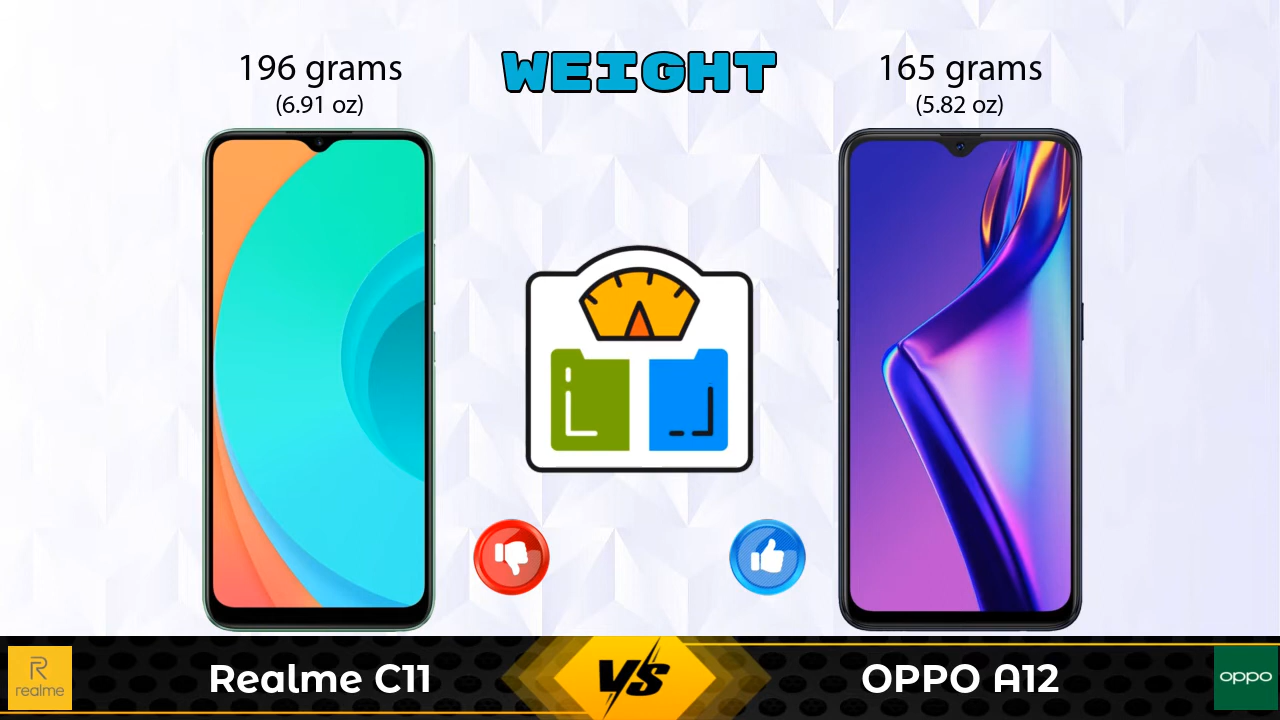 WEIGHT
196 grams
(6.91 oz)
165 grams
(5.82 oz)
realme
Realme C11
VS
OPPO A12
oppo